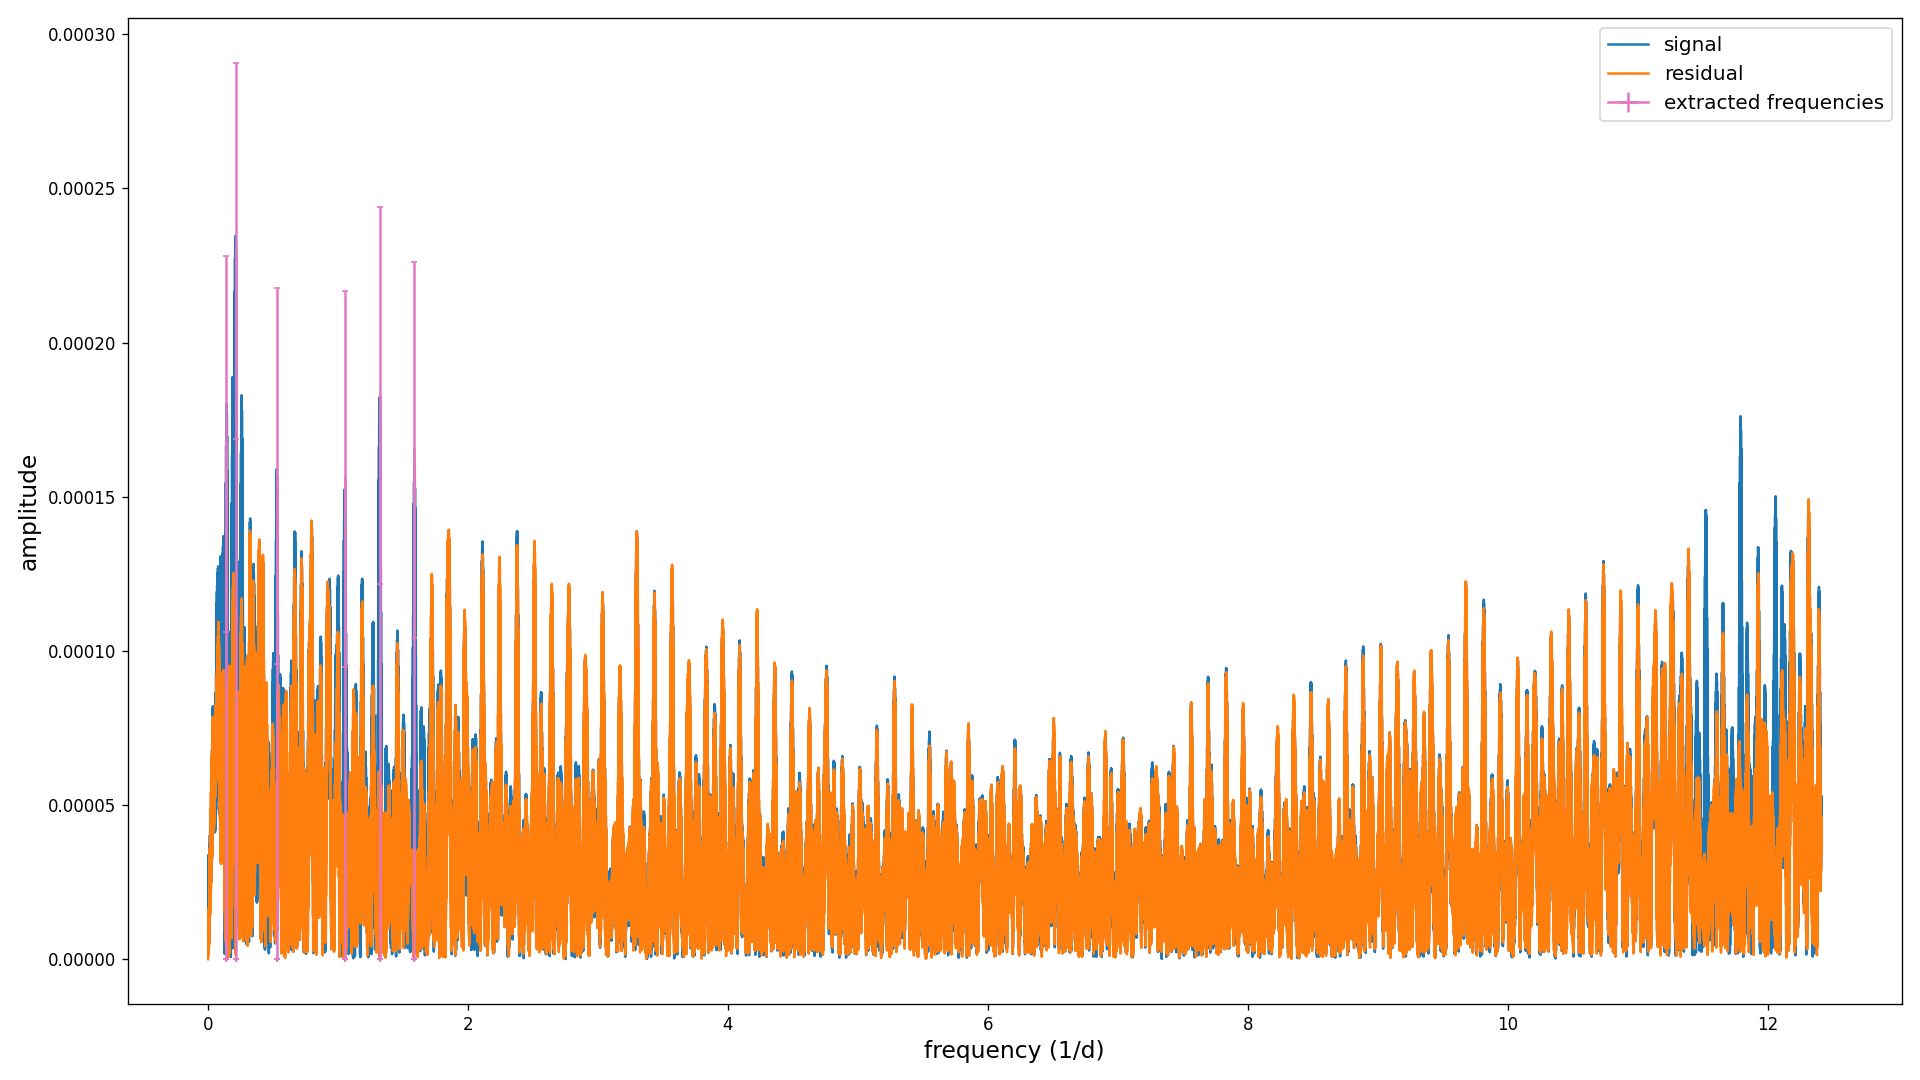 signal
residual
extracted frequencies
0.00030
0.00025
0.00020
0.00015
0.00010
0.00005
0.00000
amplitude
0 2 4 6 8 10 12
frequency (1/d)